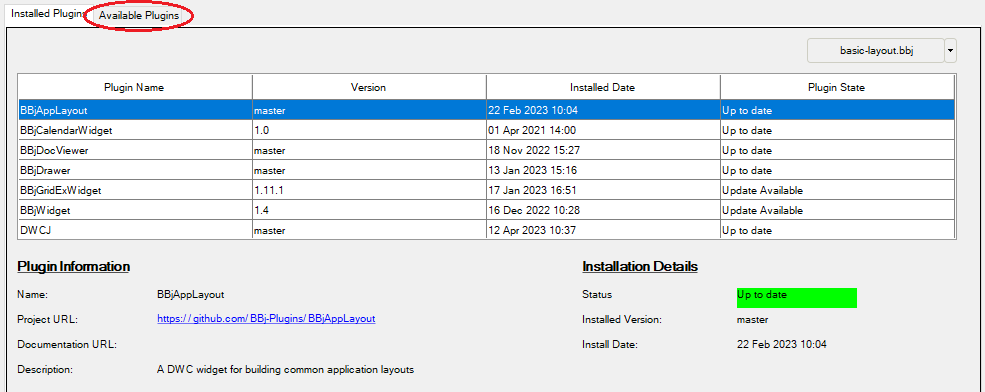 Installed Plugins Available Plugins
basic-layout.bbj
Plugin Name Version Installed Date Plugin State
BBjAppLayout master 22 Feb 2023 10:04 Up to date
BBjCalendarWidget 1.0 01 Apr 2021 14:00 Up to date
BBjDocViewer master 18 Nov 2022 15:27 Up to date
BBjDrawer master 13 Jan 2023 15:16 Up to date
BBjGridExWidget 1.11.1 17 Jan 2023 16:51 Update Available
BBjWidget 1.4 16 Dec 2022 10:28 Update Available
DWCJ master 12 Apr 2023 10:37 Up to date
Plugin Information Installation Details
Name: BBjAppLayout Status Up to date
Project URL: https://github.com/BBj-Plugins/BBjAppLayout Installed Version: master
Documentation URL: Install Date: 22 Feb 2023 10:04
Description: A DWC widget for building common application layouts